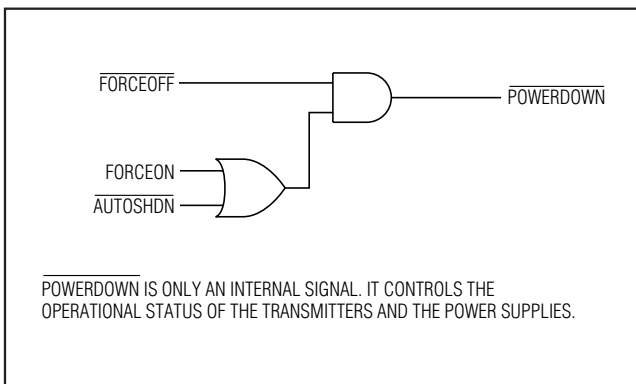 FORCEOFF
POWERDOWN
FORCEON
AUTOSHDN
POWERDOWN IS ONLY AN INTERNAL SIGNAL. IT CONTROLS THE
OPERATIONAL STATUS OF THE TRANSMITTERS AND THE POWER SUPPLIES.